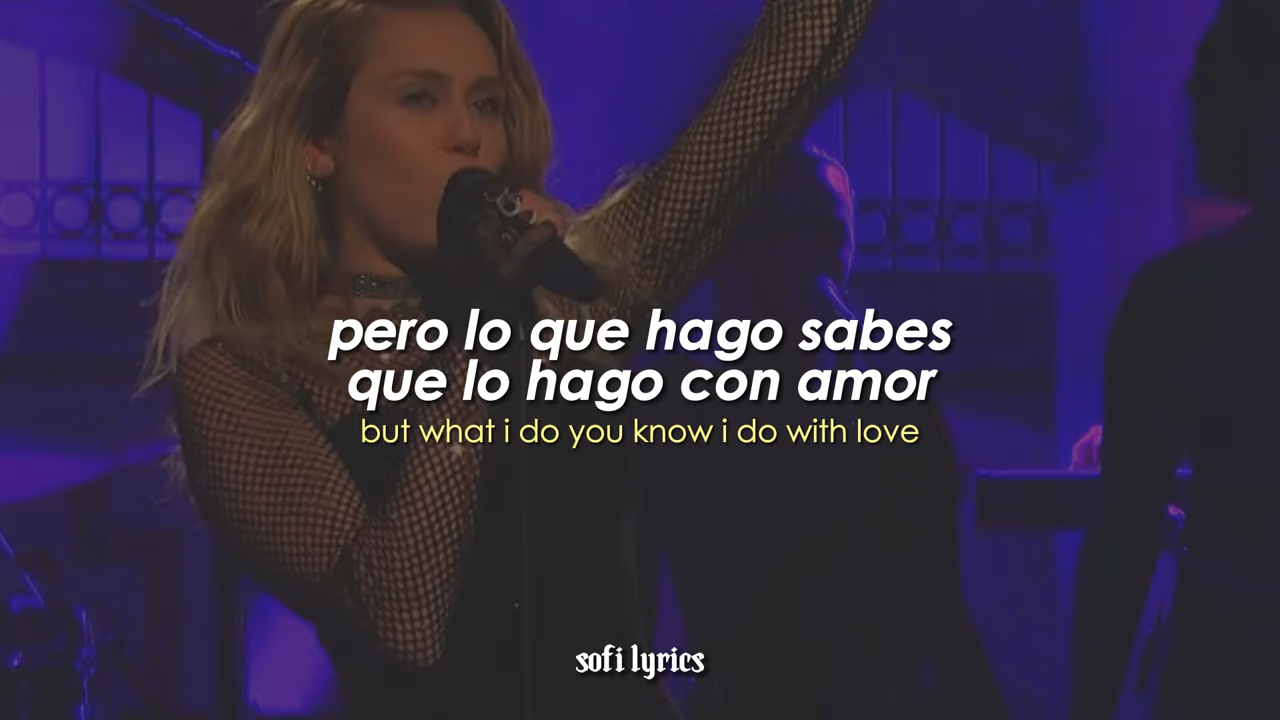 pero lo que hago sabes
que lo hago con amor
but what i do you know i do with love
sofi lyrics